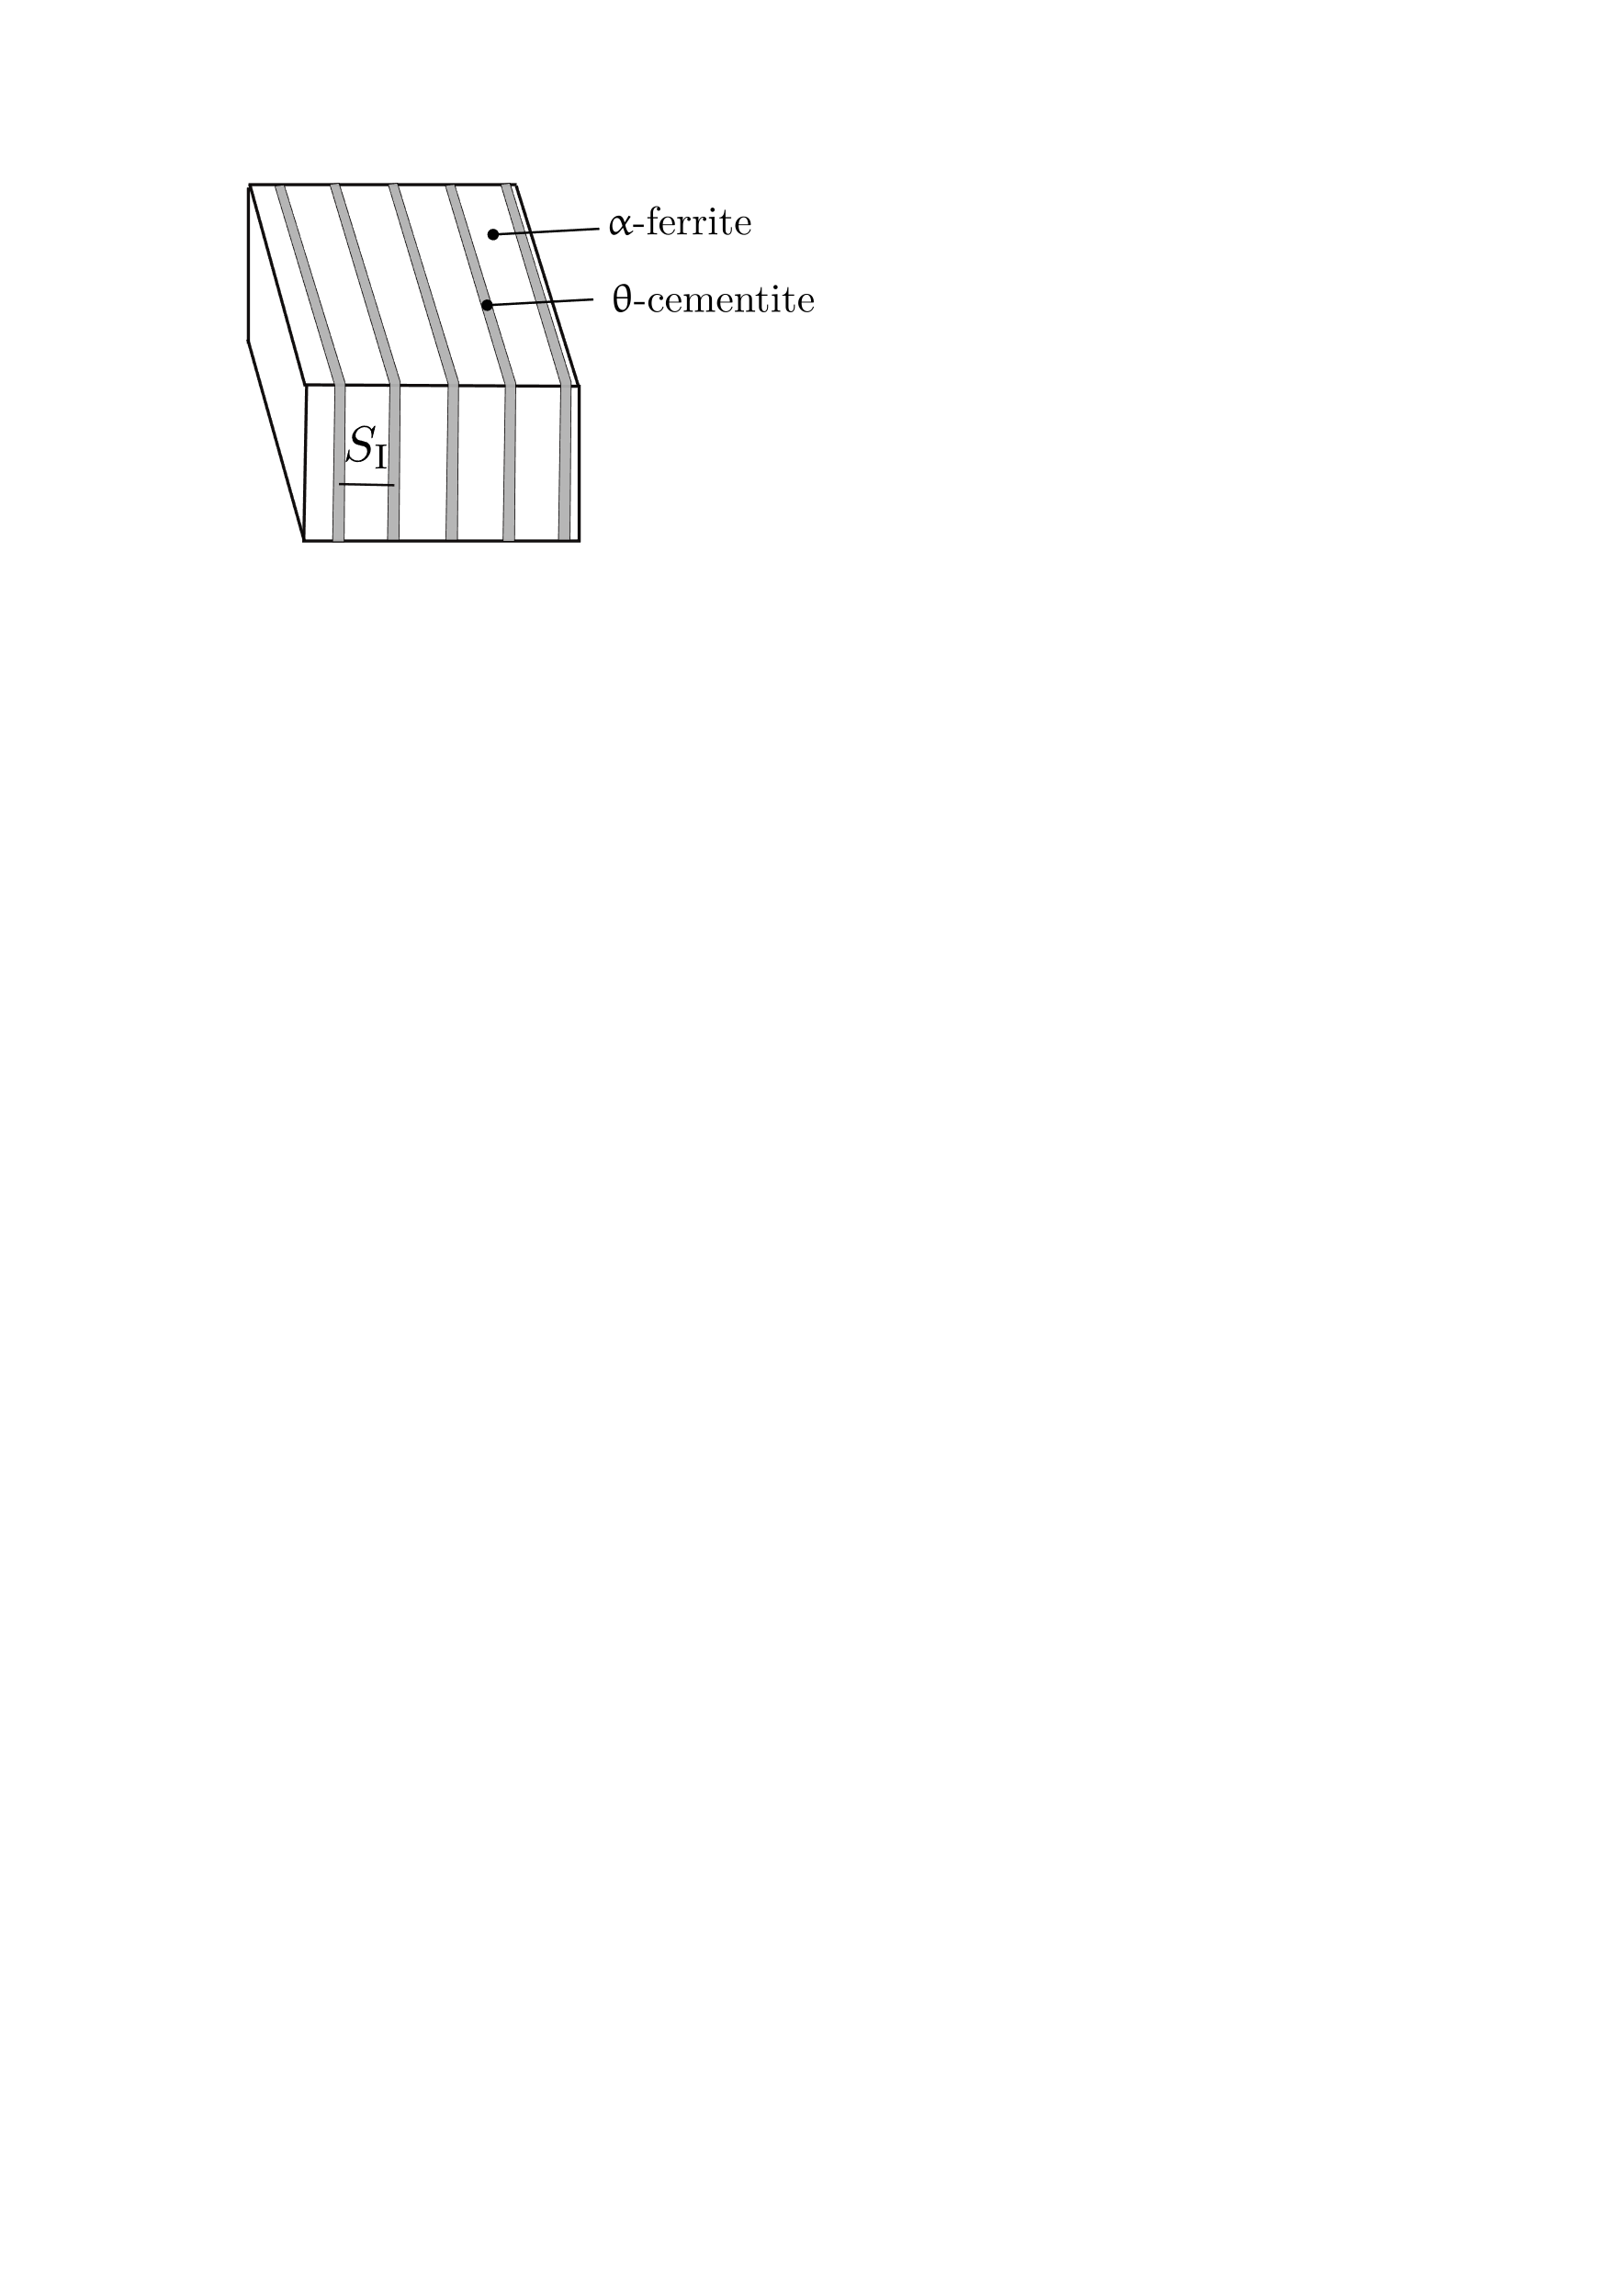 α-ferrite
θ-cementite
S_I